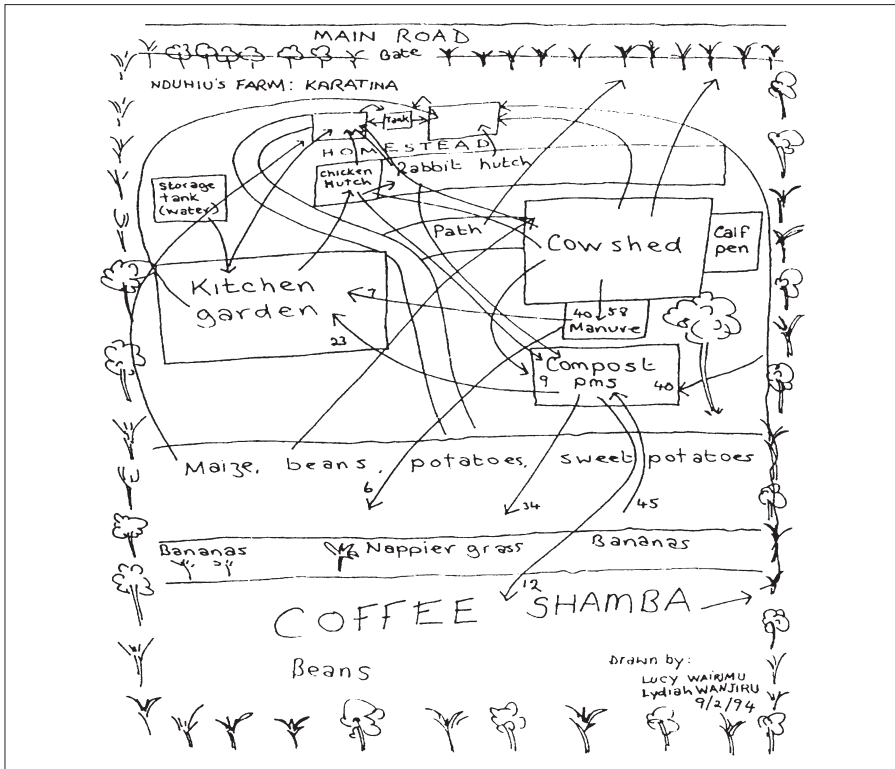 MAIN ROAD
Gate
NDUHIU'S FARM: KARATINA
Tank
HOMESTEAD
Chicken
Hutch
Rabbit hutch
Storage
tank
(water)
Path
Cowshed
Calf
pen
Kitchen
garden
7
23
40 58
Manure
Compost
pms
9
40
Maize, beans, potatoes, sweet potatoes
6
34
45
Bananas
Nappier grass
Bananas
12
COFFEE SHAMBA
Beans
Drawn by:
LUCY WAIRIMU
Lydiah WANJIRU
9/2/94